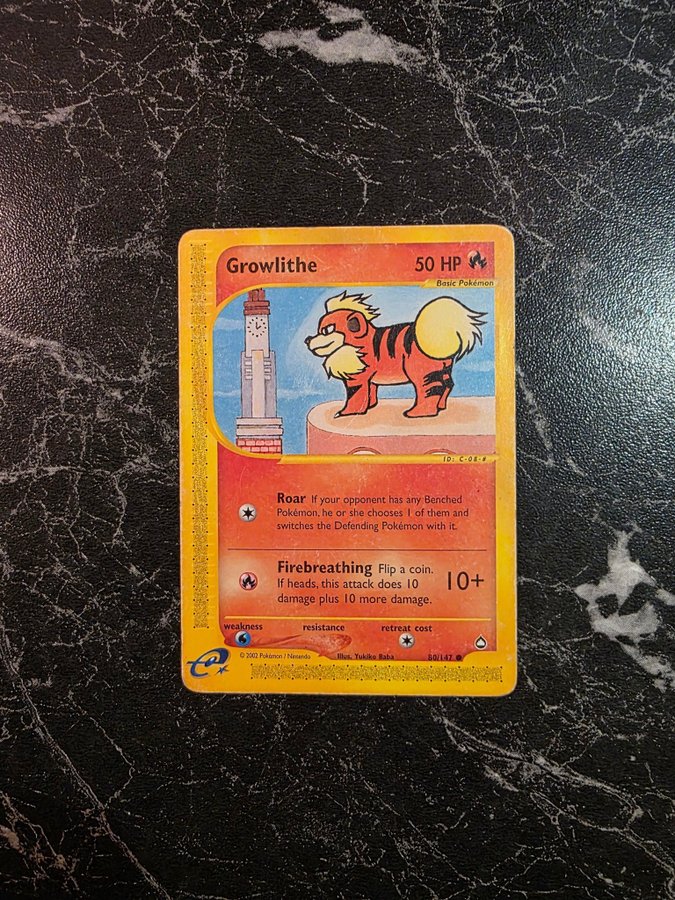 Growlithe 50 HP
Basic Pokémon
ID: C-08-#
Roar If your opponent has any Benched
Pokémon, he or she chooses 1 of them and
switches the Defending Pokémon with it.
Firebreathing Flip a coin.
If heads, this attack does 10
damage plus 10 more damage.
10+
weakness resistance retreat cost
© 2002 Pokémon / Nintendo Illus. Yukiko Baba 80/147
e